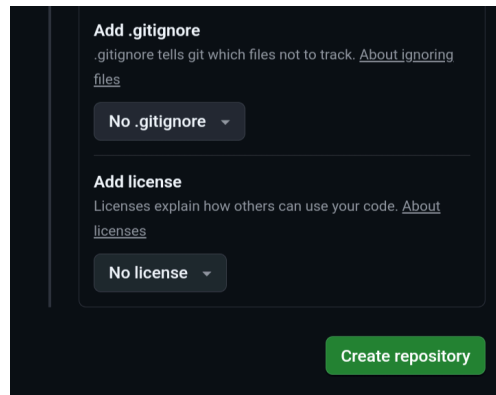 Add .gitignore
.gitignore tells git which files not to track. About ignoring
files
No .gitignore
Add license
Licenses explain how others can use your code. About
licenses
No license
Create repository